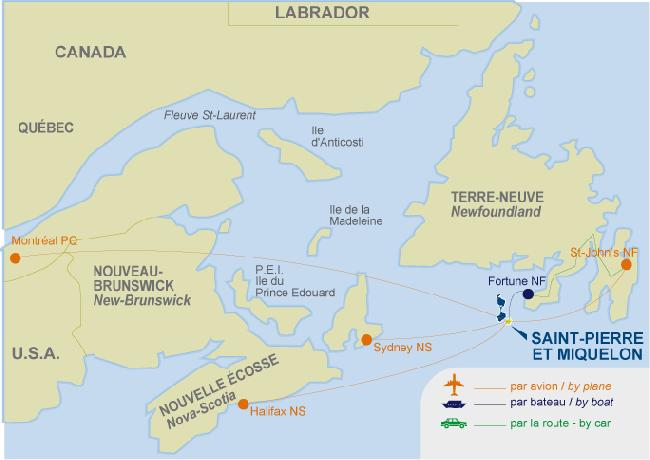 LABRADOR
CANADA
Fleuve St-Laurent
QUÉBEC
Ile
d'Anticosti
TERRE-NEUVE
Newfoundland
Ile de la
Madeleine
Montréal PC
St-John's NF
P.E.I.
Ile du
Prince Edouard
NOUVEAU-
BRUNSWICK
New-Brunswick
Fortune NF
SAINT-PIERRE
ET MIQUELON
Sydney NS
U.S.A.
NOUVELLE ÉCOSSE
Nova-Scotia
Halifax NS
par avion / by plane
par bateau / by boat
par la route - by car